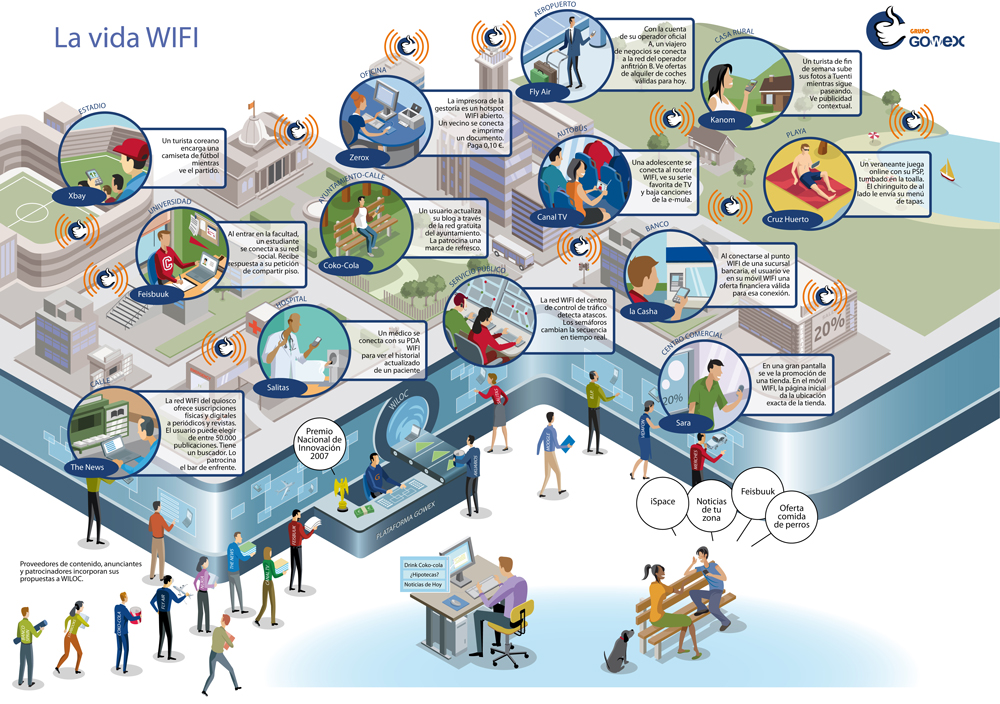 La vida WIFI
GRUPO
GOWEX
AEROPUERTO
Con la cuenta
de su operador oficial
A, un viajero
de negocios se conecta
a la red del operador
anfitrión B. Ve ofertas
de alquiler de coches
válidas para hoy.
Fly Air
CASA RURAL
Un turista de fin
de semana sube
sus fotos a Tuenti
mientras sigue
paseando.
Ve publicidad
contextual.
Kanom
OFICINA
La impresora de la
gestoría es un hotspot
WIFI abierto.
Un vecino se conecta
e imprime
un documento.
Paga 0,10 €.
Zerox
ESTADIO
Un turista coreano
encarga una
camiseta de fútbol
mientras
ve el partido.
Xbay
AUTOBÚS
Una adolescente se
conecta al router
WIFI, ve su serie
favorita de TV
y baja canciones
de la e-mula.
Canal TV
PLAYA
Un veraneante juega
online con su PSP,
tumbado en la toalla.
El chiringuito de al
lado le envía su menú
de tapas.
Cruz Huerto
AYUNTAMIENTO-CALLE
Un usuario actualiza
su blog a través
de la red gratuita
del ayuntamiento.
La patrocina una
marca de refresco.
Coko-Cola
UNIVERSIDAD
Al entrar en la facultad,
un estudiante
se conecta a su red
social. Recibe
respuesta a su petición
de compartir piso.
C
Feisbuuk
BANCO
Al conectarse al punto
WIFI de una sucursal
bancaria, el usuario ve
en su móvil WIFI una
oferta financiera válida
para esa conexión.
la Casha
SERVICIO PÚBLICO
La red WIFI del centro
de control de tráfico
detecta atascos.
Los semáforos
cambian la secuencia
en tiempo real.
HOSPITAL
Un médico se
conecta con su PDA
WIFI
para ver el historial
actualizado
de un paciente
Salitas
20%
CENTRO COMERCIAL
En una gran pantalla
se ve la promoción de
una tienda. En el móvil
WIFI, la página inicial
da la ubicación
exacta de la tienda.
20%
Sara
CALLE
La red WIFI del quiosco
ofrece suscripciones
físicas y digitales
a periódicos y revistas.
El usuario puede elegir
de entre 50.000
publicaciones. Tiene
un buscador. Lo
patrocina
el bar de enfrente.
The News
WILOC
Premio
Nacional de
Innovación
2007
PLATAFORMA GOWEX
iSpace
Noticias
de tu
zona
Feisbuuk
Oferta
comida
de perros
Proveedores de contenido, anunciantes
y patrocinadores incorporan sus
propuestas a WILOC.
FEISBUUK
THE NEWS
CANAL TV
FLY AIR
COKO-COLA
Drink Coko-cola
¿Hipotecas?
Noticias de Hoy